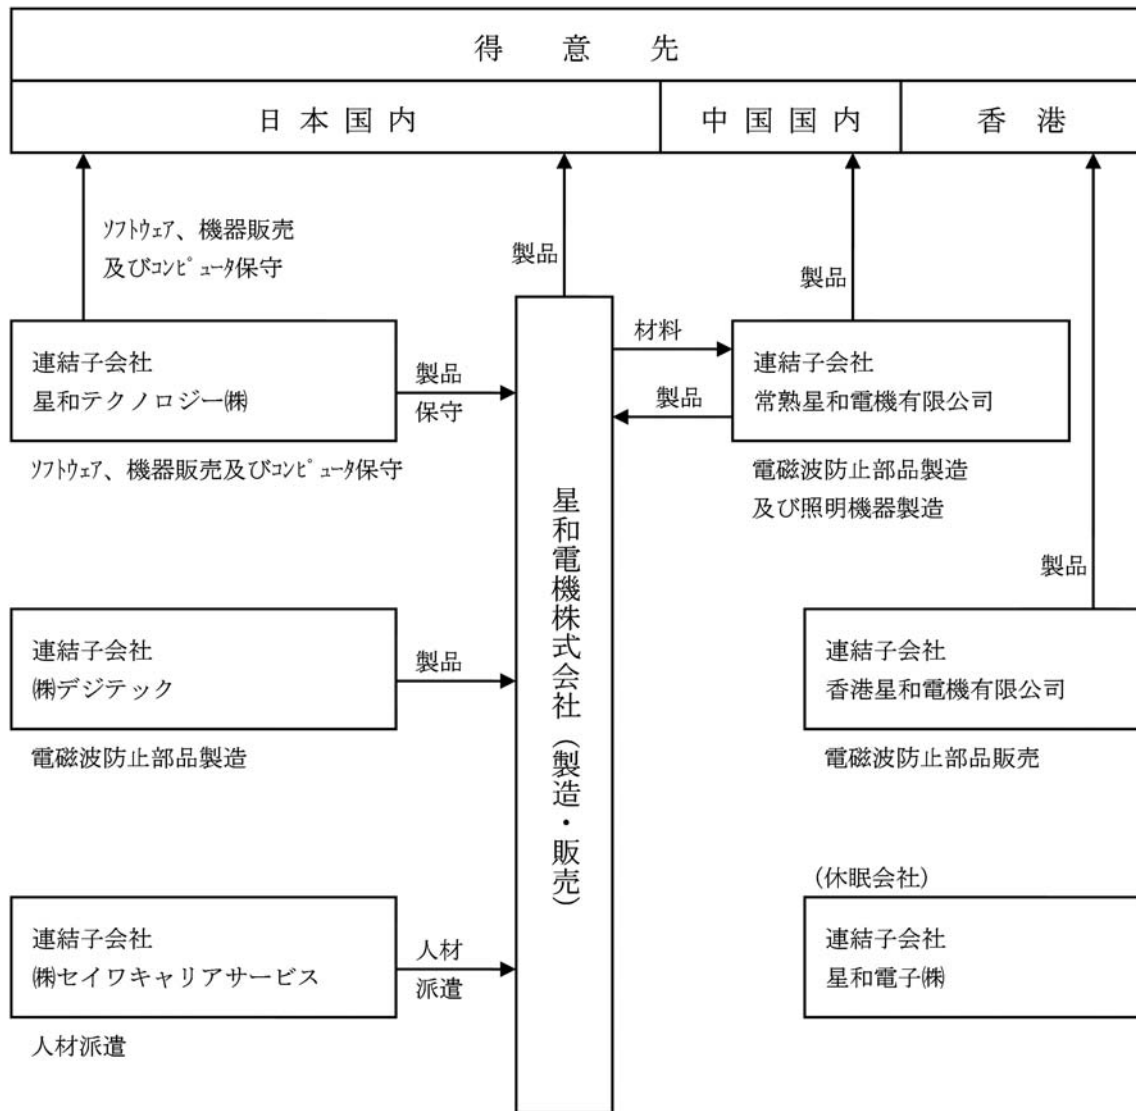 得意先
日本国内
中国国内
香港
ｿﾌﾄｳｪｱ、機器販売
及びｺﾝﾋﾟｭｰﾀ保守
製品
製品
製品
連結子会社
星和テクノロジー㈱
ｿﾌﾄｳｪｱ、機器販売及びｺﾝﾋﾟｭｰﾀ保守
製品
保守
材料
製品
連結子会社
常熟星和電機有限公司
電磁波防止部品製造
及び照明機器製造
星和電機株式会社（製造・販売）
連結子会社
㈱デジテック
電磁波防止部品製造
製品
連結子会社
香港星和電機有限公司
電磁波防止部品販売
連結子会社
㈱セイワキャリアサービス
人材派遣
人材
派遣
(休眠会社)
連結子会社
星和電子㈱